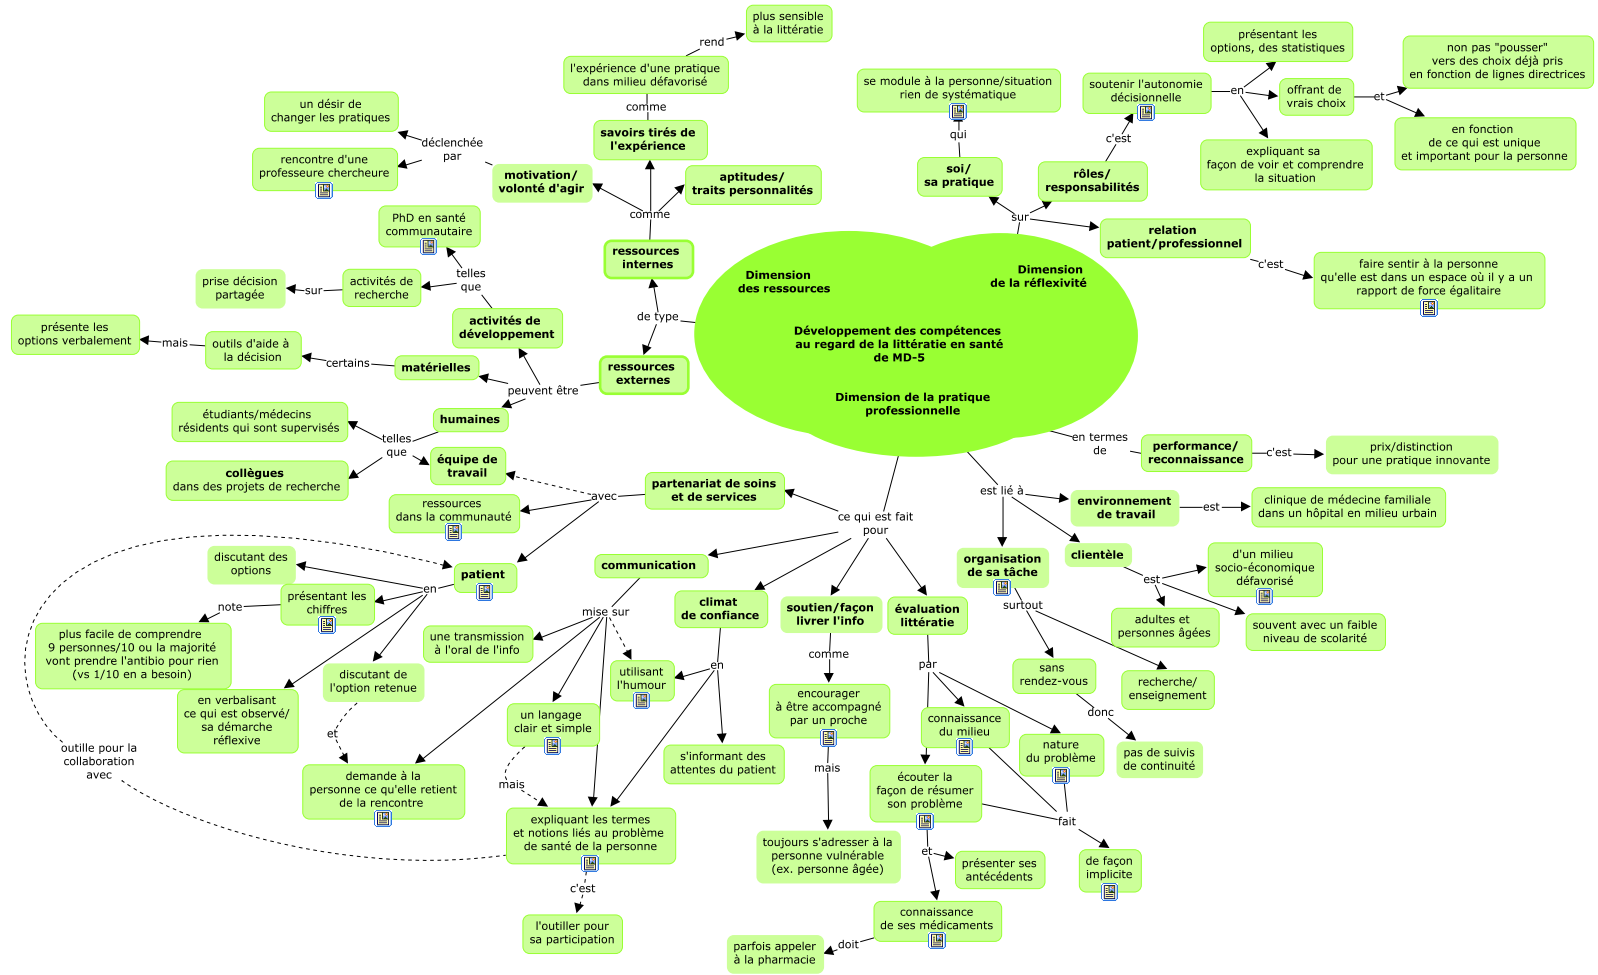 plus sensible
à la littératie
rend
l'expérience d'une pratique
dans milieu défavorisé
comme
savoirs tirés de
l'expérience
un désir de
changer les pratiques
déclenchée
par
rencontre d'une
professeure chercheure
motivation/
volonté d'agir
aptitudes/
traits personnalités
comme
ressources
internes
PhD en santé
communautaire
telles
que
prise décision
partagée
sur
activités de
recherche
activités de
développement
de type
présente les
options verbalement
mais
outils d'aide à
la décision
certains
matérielles
peuvent être
ressources
externes
humaines
étudiants/médecins
résidents qui sont supervisés
telles
que
collègues
dans des projets de recherche
équipe de
travail
Dimension
des ressources
Dimension
de la réflexivité
Développement des compétences
au regard de la littératie en santé
de MD-5
Dimension de la pratique
professionnelle
se module à la personne/situation
rien de systématique
qui
soi/
sa pratique
sur
rôles/
responsabilités
c'est
soutenir l'autonomie
décisionnelle
en
présentant les
options, des statistiques
offrant de
vrais choix
et
non pas "pousser"
vers des choix déjà pris
en fonction de lignes directrices
en fonction
de ce qui est unique
et important pour la personne
expliquant sa
façon de voir et comprendre
la situation
relation
patient/professionnel
c'est
faire sentir à la personne
qu'elle est dans un espace où il y a un
rapport de force égalitaire
en termes
de
performance/
reconnaissance
c'est
prix/distinction
pour une pratique innovante
est lié à
environnement
de travail
est
clinique de médecine familiale
dans un hôpital en milieu urbain
organisation
de sa tâche
clientèle
est
d'un milieu
socio-économique
défavorisé
adultes et
personnes âgées
souvent avec un faible
niveau de scolarité
surtout
sans
rendez-vous
recherche/
enseignement
donc
pas de suivis
de continuité
ce qui est fait
pour
partenariat de soins
et de services
avec
ressources
dans la communauté
patient
en
discutant des
options
présentant les
chiffres
note
plus facile de comprendre
9 personnes/10 ou la majorité
vont prendre l'antibio pour rien
(vs 1/10 en a besoin)
en verbalisant
ce qui est observé/
sa démarche
réflexive
discutant de
l'option retenue
et
demande à la
personne ce qu'elle retient
de la rencontre
outille pour la
collaboration
avec
communication
mise sur
une transmission
à l'oral de l'info
un langage
clair et simple
mais
utilisant
l'humour
expliquant les termes
et notions liés au problème
de santé de la personne
c'est
l'outiller pour
sa participation
climat
de confiance
en
s'informant des
attentes du patient
soutien/façon
livrer l'info
comme
encourager
à être accompagné
par un proche
mais
toujours s'adresser à la
personne vulnérable
(ex. personne âgée)
évaluation
littératie
par
connaissance
du milieu
nature
du problème
écouter la
façon de résumer
son problème
fait
de façon
implicite
et
présenter ses
antécédents
connaissance
de ses médicaments
doit
parfois appeler
à la pharmacie